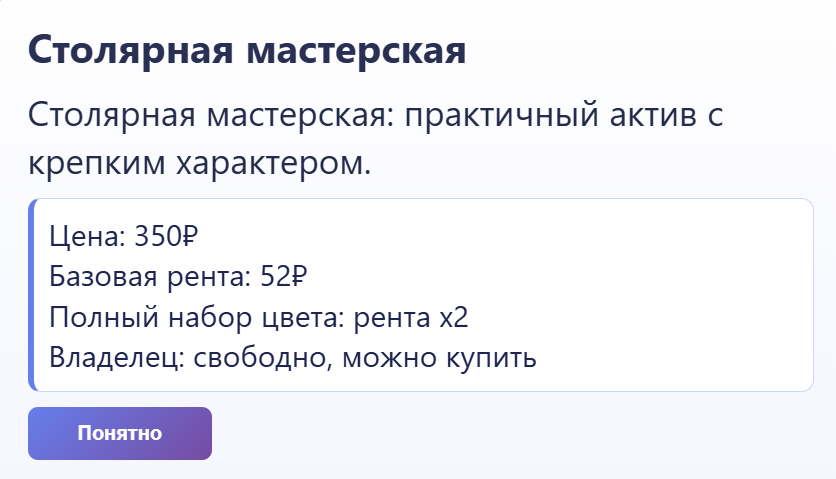 Столярная мастерская
Столярная мастерская: практичный актив с
крепким характером.
Цена: 350₽
Базовая рента: 52₽
Полный набор цвета: рента x2
Владелец: свободно, можно купить
Понятно